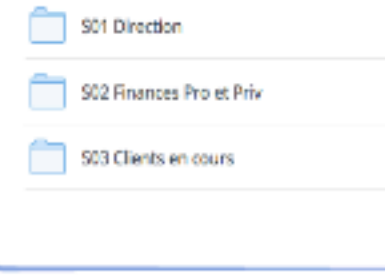 S01 Direction
S02 Finances Pro et Priv
S03 Clients en cours